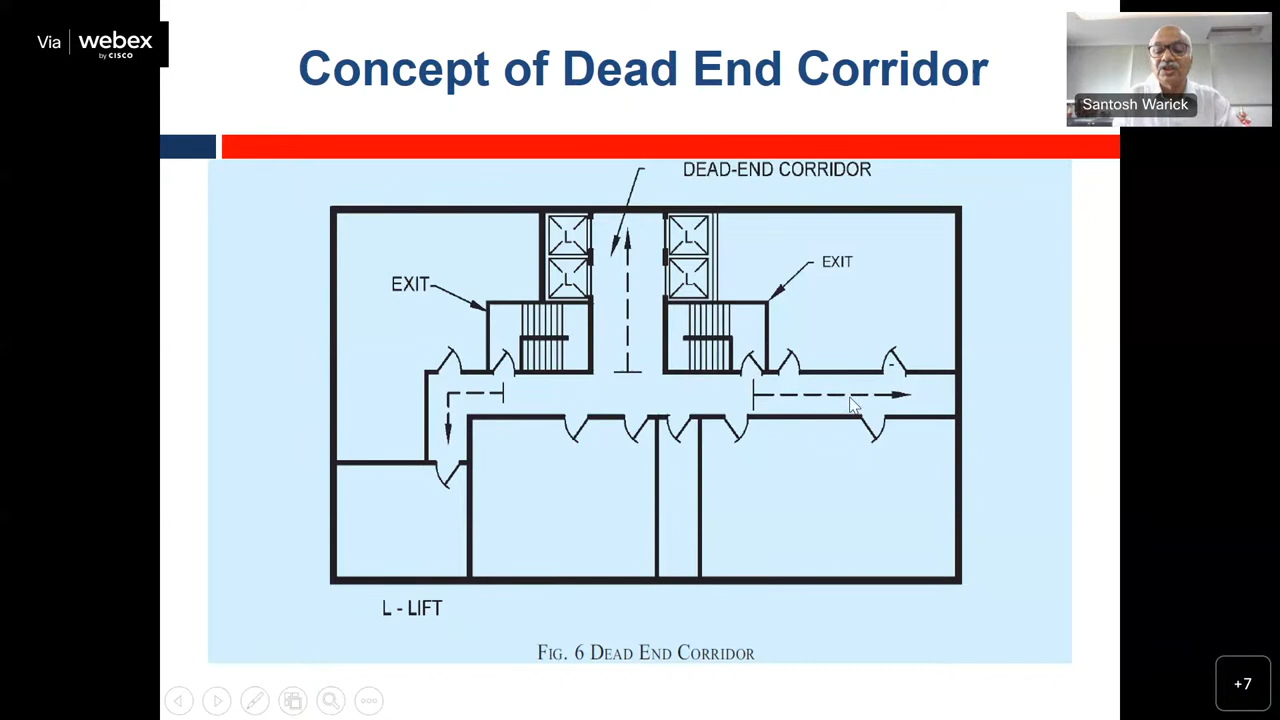 Via webex
by CISCO
Concept of Dead End Corridor
Santosh Warick
DEAD-END CORRIDOR
L
L
L
L
EXIT
EXIT
L - LIFT
FIG. 6 DEAD END CORRIDOR
+7